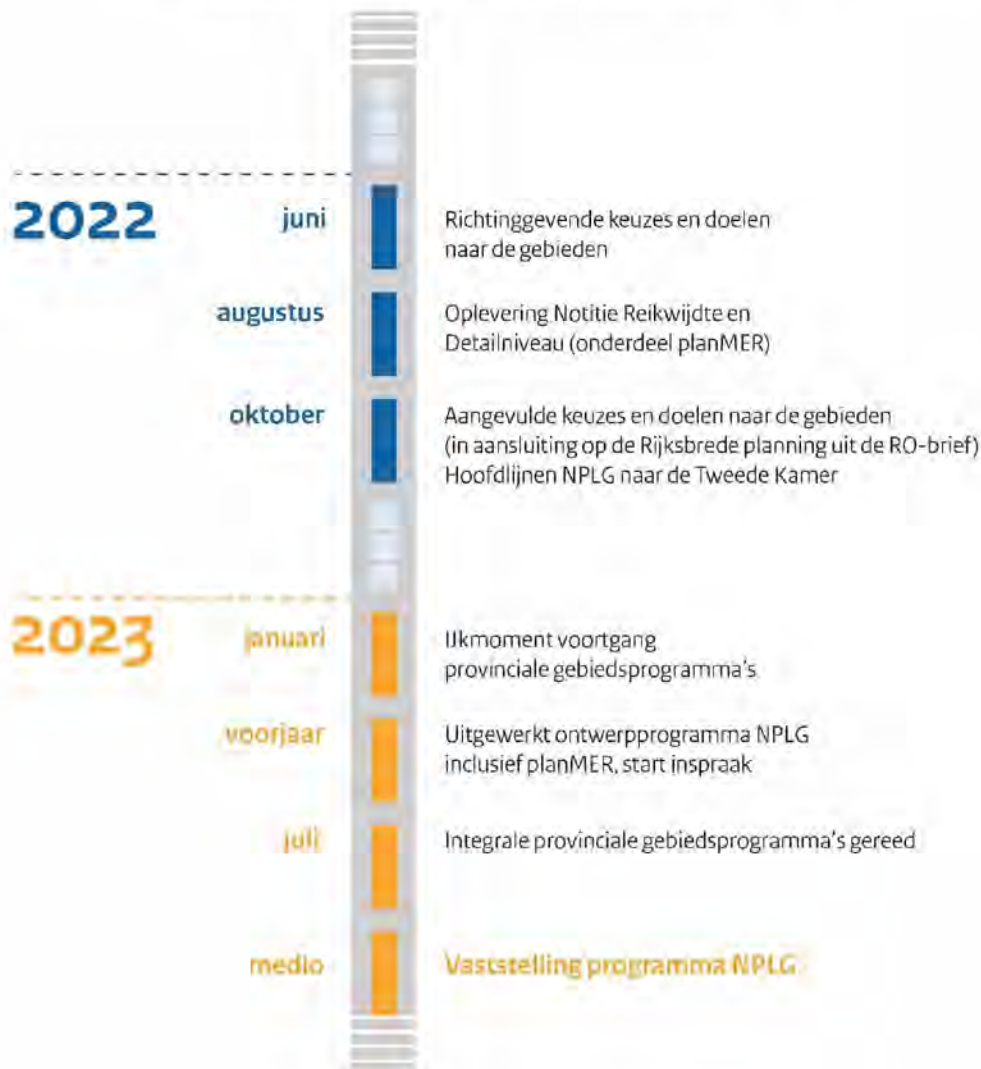 2022
juni
Richtinggevende keuzes en doelen
naar de gebieden
augustus
Oplevering Notitie Reikwijdte en
Detailniveau (onderdeel planMER)
oktober
Aangevulde keuzes en doelen naar de gebieden
(in aansluiting op de Rijksbrede planning uit de RO-brief)
Hoofdlijnen NPLG naar de Tweede Kamer
2023
januari
IJkmoment voortgang
provinciale gebiedsprogramma's
voorjaar
Uitgewerkt ontwerpprogramma NPLG
inclusief planMER, start inspraak
juli
Integrale provinciale gebiedsprogramma's gereed
medio
Vaststelling programma NPLG